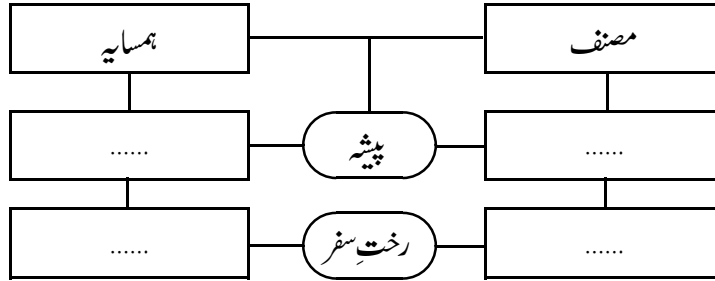 مصنف ہمسایہ
...... پیشہ ......
...... رختِ سفر ......